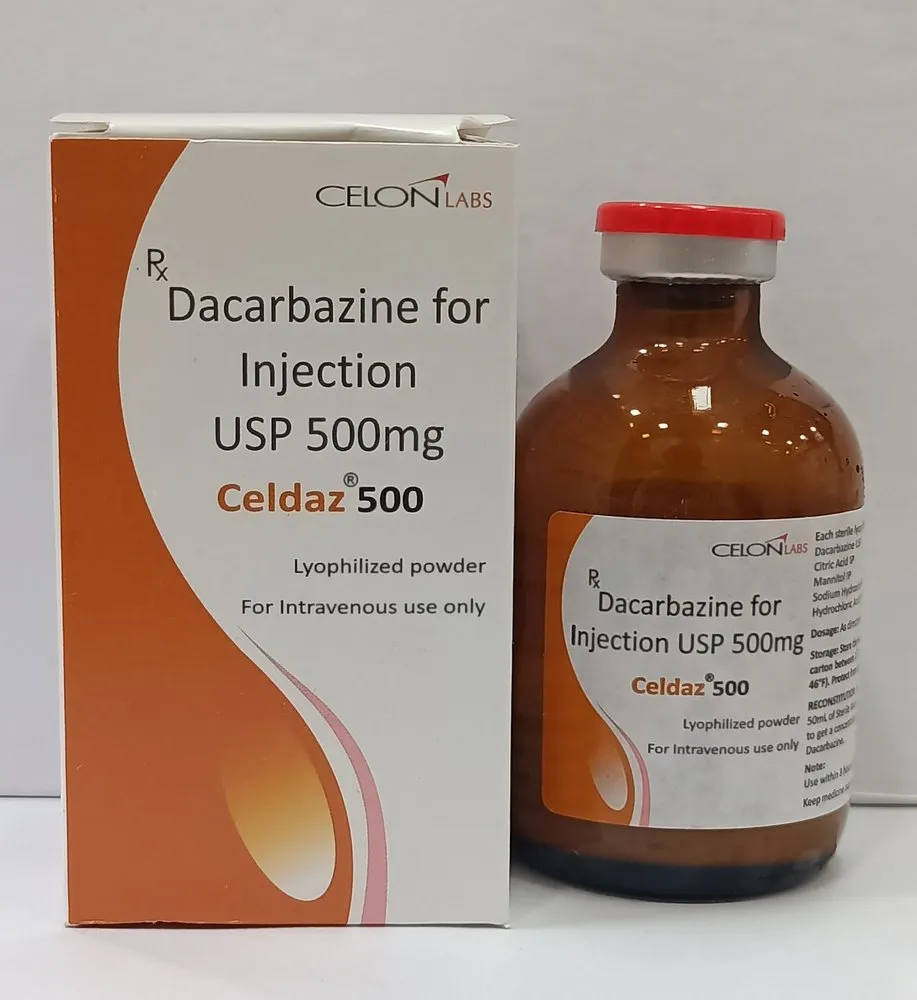 CELON LABS
Rx
Dacarbazine for
Injection
USP 500mg
Celdaz® 500
Lyophilized powder
For Intravenous use only
CELON LABS
Rx
Dacarbazine for
Injection USP 500mg
Celdaz® 500
Lyophilized powder
For Intravenous use only
Each sterile
Dacarbazine
Citric Acid IP
Mannitol IP
Sodium
Hydrochloric
Dosage: As
Storage: Store
carton between
46°F). Protect
RECONSTITUTION
50mL of Sterile
to get a
Dacarbazine.
Note:
Use within 8
Keep medicine